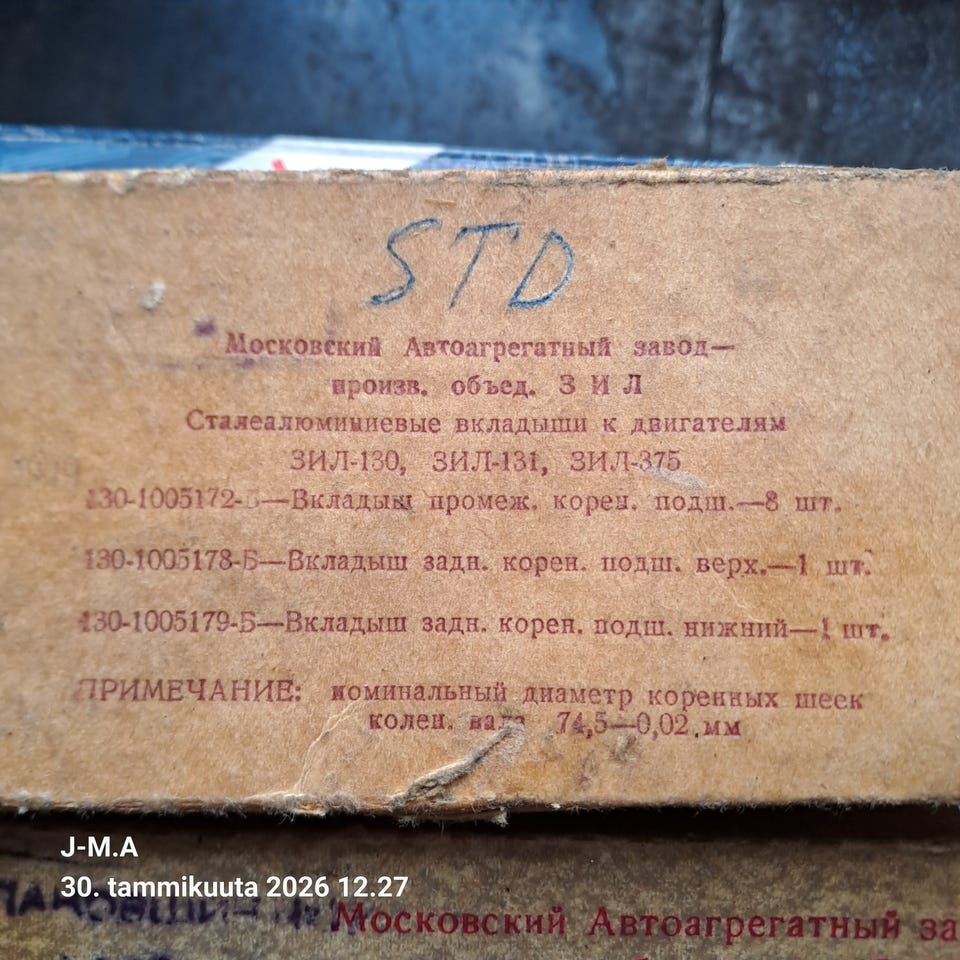 STD
Московский Автоагрегатный завод—
произв. объед. З И Л
Сталеалюминиевые вкладыши к двигателям
ЗИЛ-130, ЗИЛ-131, ЗИЛ-375
130-1005172-Б—Вкладыш промеж. корен. подш.—8 шт.
130-1005178-Б—Вкладыш задн. корен. подш. верх.—1 шт.
130-1005179-Б—Вкладыш задн. корен. подш. нижний—1 шт.
ПРИМЕЧАНИЕ: номинальный диаметр коренных шеек
колен. вала 74,5—0,02 мм
J-M.A
30. tammikuuta 2026 12.27
Московский Автоагрегатный за